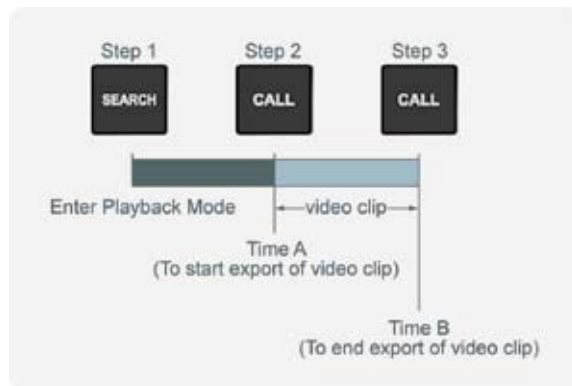 Step 1 Step 2 Step 3
SEARCH CALL CALL
Enter Playback Mode video clip
Time A
(To start export of video clip)
Time B
(To end export of video clip)